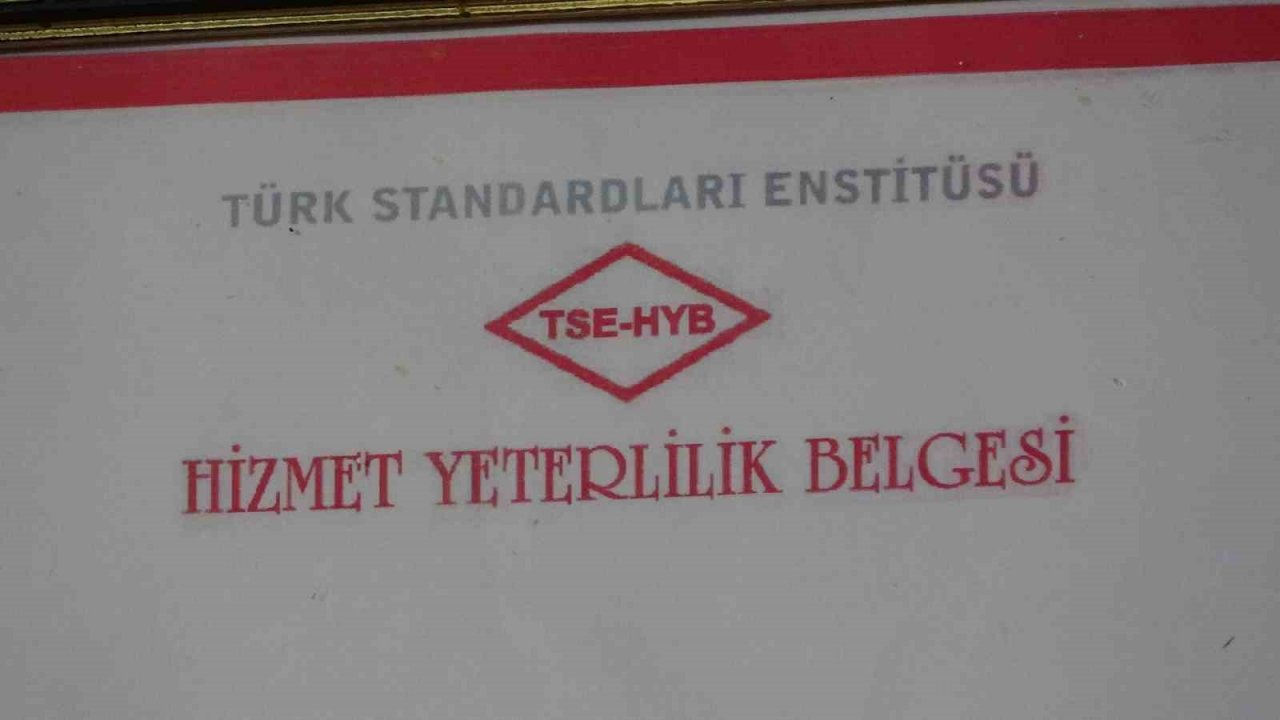 TÜRK STANDARDLARI ENSTİTÜSÜ
TSE-HYB
HİZMET YETERLİLİK BELGESİ